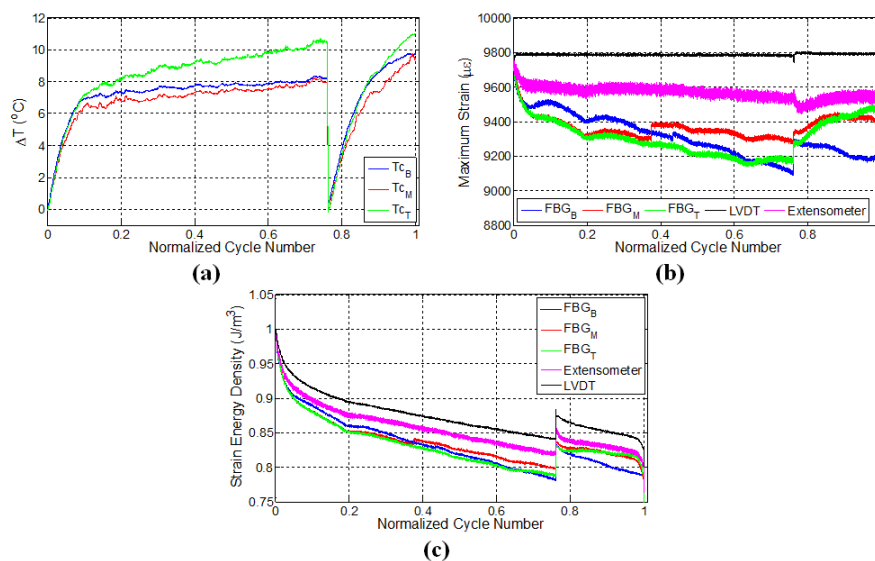 12
10
8
6
4
2
0
ΔT (°C)
0
0.2
0.4
0.6
0.8
1
Normalized Cycle Number
Tc_B
Tc_M
Tc_T
(a)
10000
9800
9600
9400
9200
9000
8800
Maximum Strain (με)
FBG_B FBG_M FBG_T LVDT Extensometer
0
0.2
0.4
0.6
0.8
Normalized Cycle Number
(b)
1.05
1
0.95
0.9
0.85
0.8
0.75
Strain Energy Density (J/m³)
FBG_B
FBG_M
FBG_T
Extensometer
LVDT
0
0.2
0.4
0.6
0.8
1
Normalized Cycle Number
(c)